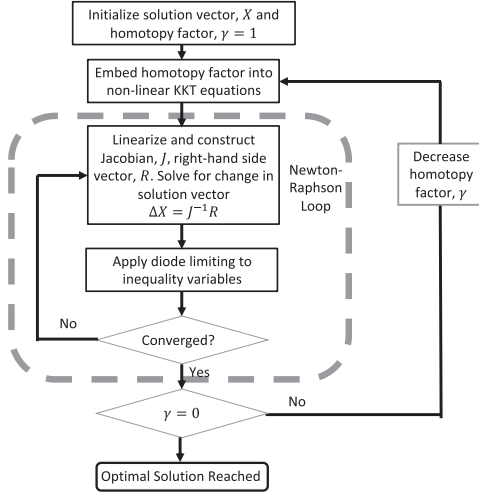 Initialize solution vector, X and
homotopy factor, γ = 1
Embed homotopy factor into
non-linear KKT equations
Linearize and construct
Jacobian, J, right-hand side
vector, R. Solve for change in
solution vector
ΔX = J⁻¹R
Newton-
Raphson
Loop
Decrease
homotopy
factor, γ
Apply diode limiting to
inequality variables
No
Converged?
Yes
γ = 0
No
Optimal Solution Reached